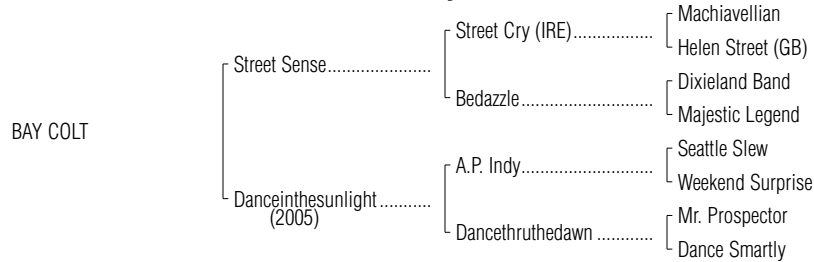 Machiavellian
Street Cry (IRE)................
Helen Street (GB)
Street Sense.....................
Dixieland Band
Bedazzle..........................
Majestic Legend
BAY COLT
Seattle Slew
A.P. Indy..........................
Weekend Surprise
Danceinthesunlight...........
(2005)
Mr. Prospector
Dancethruthedawn ...........
Dance Smartly